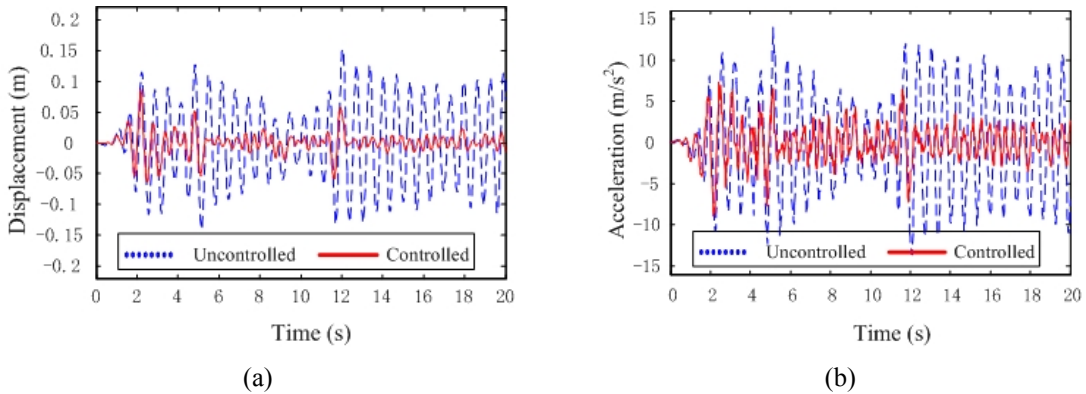 0.2
0.15
0.1
0.05
0
-0.05
-0.1
-0.15
-0.2
Displacement (m)
Uncontrolled Controlled
0 2 4 6 8 10 12 14 16 18 20
Time (s)
(a)
15
10
5
0
-5
-10
-15
Acceleration (m/s²)
Uncontrolled Controlled
0 2 4 6 8 10 12 14 16 18 20
Time (s)
(b)